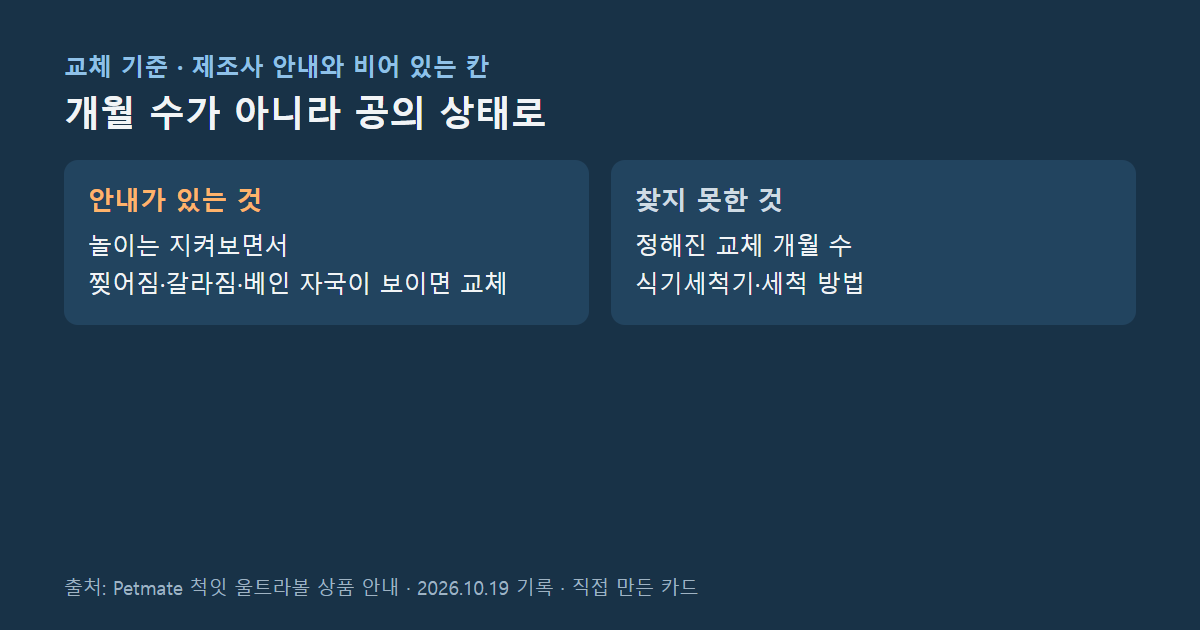 교체 기준 · 제조사 안내와 비어 있는 칸
개월 수가 아니라 공의 상태로
안내가 있는 것
놀이는 지켜보면서
찢어짐·갈라짐·베인 자국이 보이면 교체
찾지 못한 것
정해진 교체 개월 수
식기세척기·세척 방법
출처: Petmate 척잇 울트라볼 상품 안내 · 2026.10.19 기록 · 직접 만든 카드